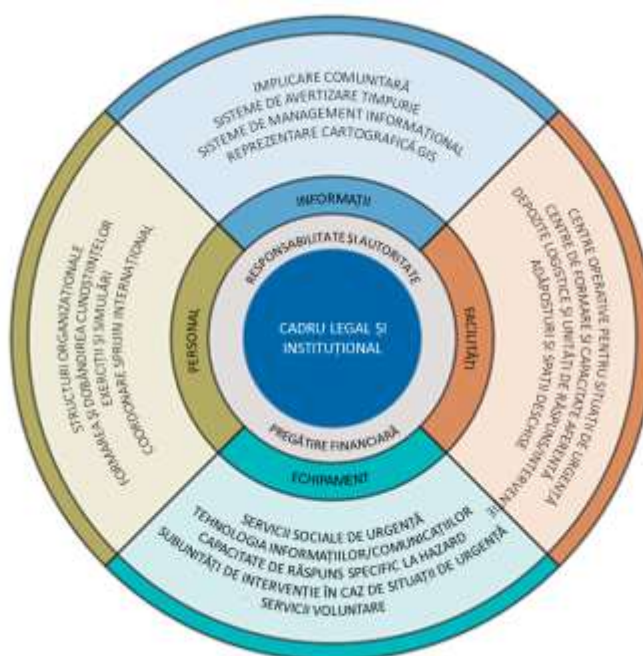 IMPLICARE COMUNITARĂ
SISTEME DE AVERTIZARE TIMPURIE
SISTEME DE MANAGEMENT INFORMAȚIONAL
REPREZENTARE CARTOGRAFICĂ GIS
INFORMAȚII
RESPONSABILITATE ȘI AUTORITATE
CADRU LEGAL ȘI
INSTITUȚIONAL
PREGĂTIRE FINANCIARĂ
FACILITĂȚI
CENTRE OPERATIVE PENTRU SITUAȚII DE URGENȚĂ
CENTRE DE FORMARE ȘI CAPACITATE AFERENTĂ
DEPOZITE LOGISTICE ȘI UNITĂȚI DE RĂSPUNS/INTERVENȚIE
ADĂPOSTURI ȘI SPAȚII DESCHISE
ECHIPAMENT
SERVICII SOCIALE DE URGENȚĂ
TEHNOLOGIA INFORMAȚIILOR/COMUNICAȚIILOR
CAPACITATE DE RĂSPUNS SPECIFIC LA HAZARD
SUBUNITĂȚI DE INTERVENȚIE ÎN CAZ DE SITUAȚII DE URGENȚĂ
SERVICII VOLUNTARE
PERSONAL
STRUCTURI ORGANIZAȚIONALE
FORMAREA ȘI DOBÂNDIREA CUNOȘTIINȚELOR
EXERCIȚII ȘI SIMULĂRI
COORDONARE SPRIJIN INTERNAȚIONAL